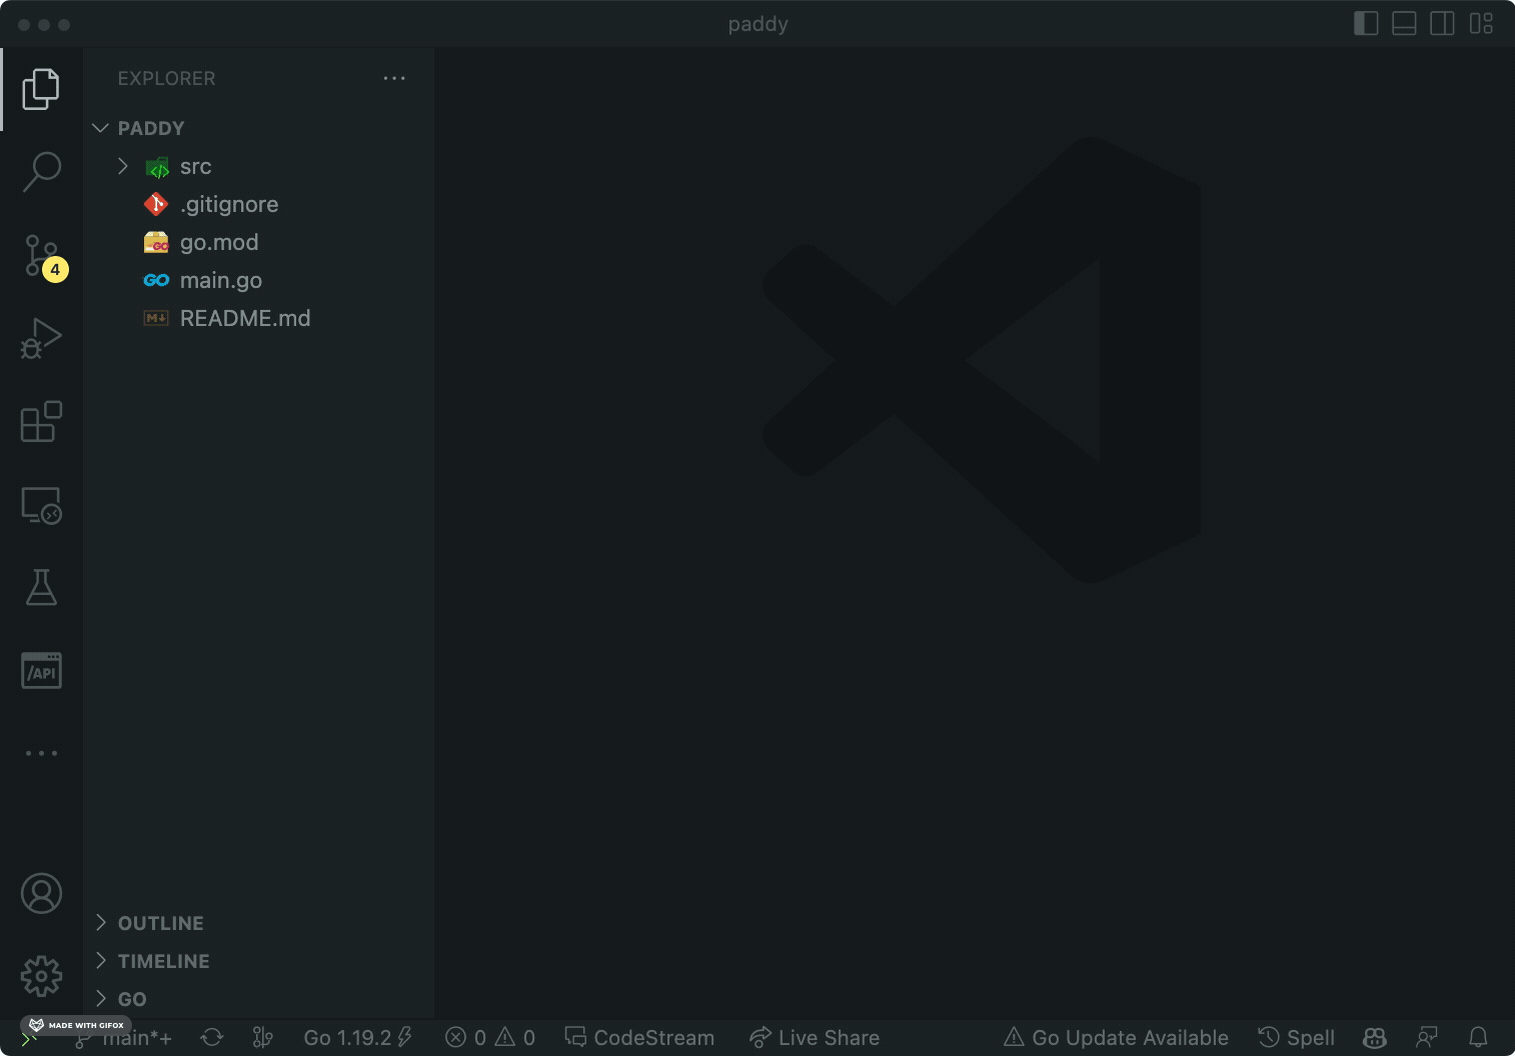 paddy
EXPLORER
PADDY
src
.gitignore
4
go.mod
GO
main.go
M
README.md
/API
OUTLINE
TIMELINE
GO
MADE WITH GIFOX
main*+
Go 1.19.2
0
0
CodeStream
Live Share
Go Update Available
Spell